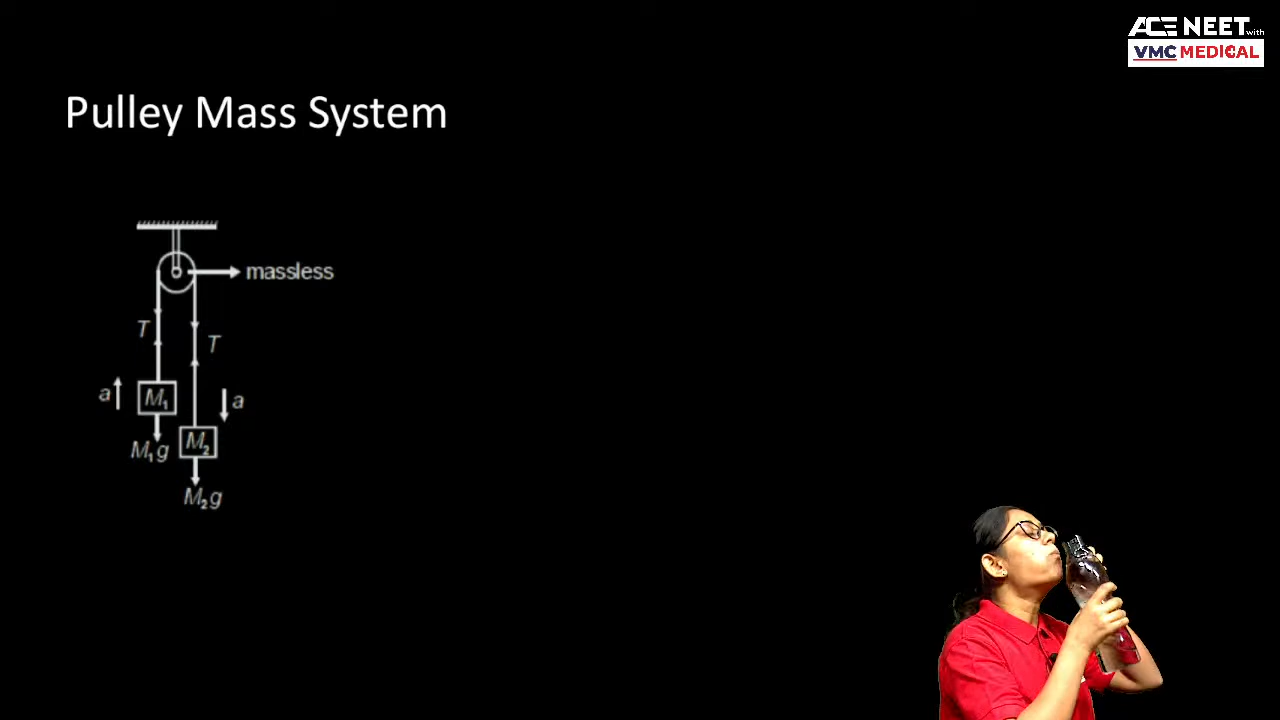 ACE NEET with
VMC MEDICAL
Pulley Mass System
massless
T
T
a
M₁
a
M₁g
M₂
M₂g